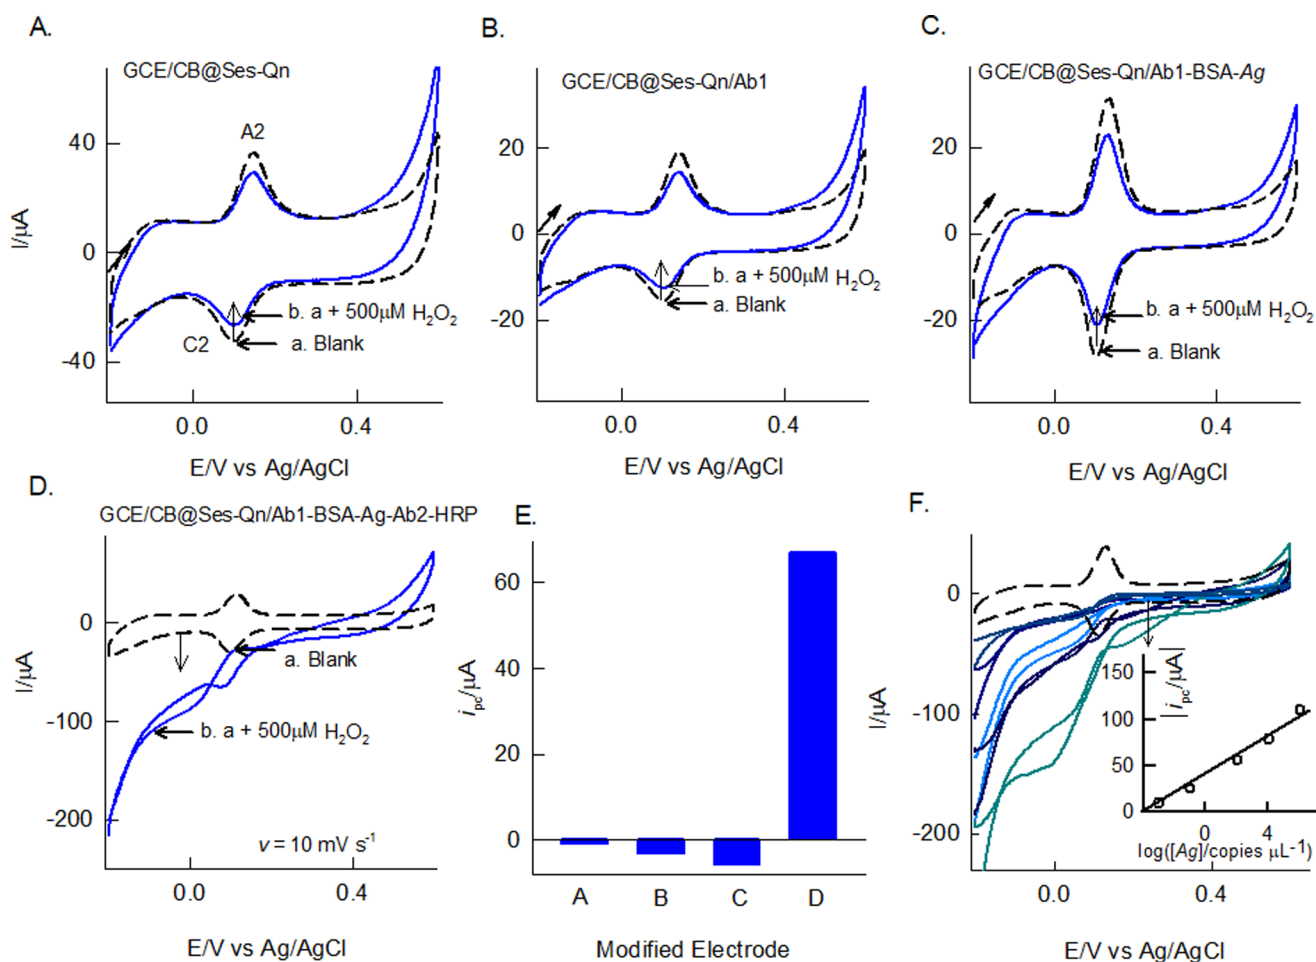 A.
GCE/CB@Ses-Qn
A2
40
0
-40
I/µA
C2
b. a + 500µM H₂O₂
a. Blank
0.0 0.4
E/V vs Ag/AgCl
B.
GCE/CB@Ses-Qn/Ab1
20
0
-20
b. a + 500µM H₂O₂
a. Blank
0.0 0.4
E/V vs Ag/AgCl
C.
GCE/CB@Ses-Qn/Ab1-BSA-Ag
20
0
-20
b. a + 500µM H₂O₂
a. Blank
0.0 0.4
E/V vs Ag/AgCl
D.
GCE/CB@Ses-Qn/Ab1-BSA-Ag-Ab2-HRP
0
-100
-200
I/µA
a. Blank
b. a + 500µM H₂O₂
v = 10 mV s⁻¹
0.0 0.4
E/V vs Ag/AgCl
E.
60
40
20
0
iₚc/µA
A B C D
Modified Electrode
F.
0
-100
-200
I/µA
150
100
50
0
| iₚc/µA|
0 4
log([Ag]/copies µL⁻¹)
0.0 0.4
E/V vs Ag/AgCl